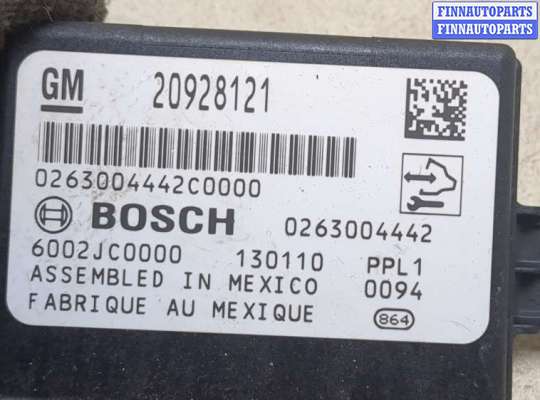 FINNAUTOPARTS
FINNAUTOPARTS
GM 20928121
0263004442C0000
BOSCH 0263004442
6002JC0000 130110 PPL1
ASSEMBLED IN MEXICO 0094
FABRIQUE AU MEXIQUE 864